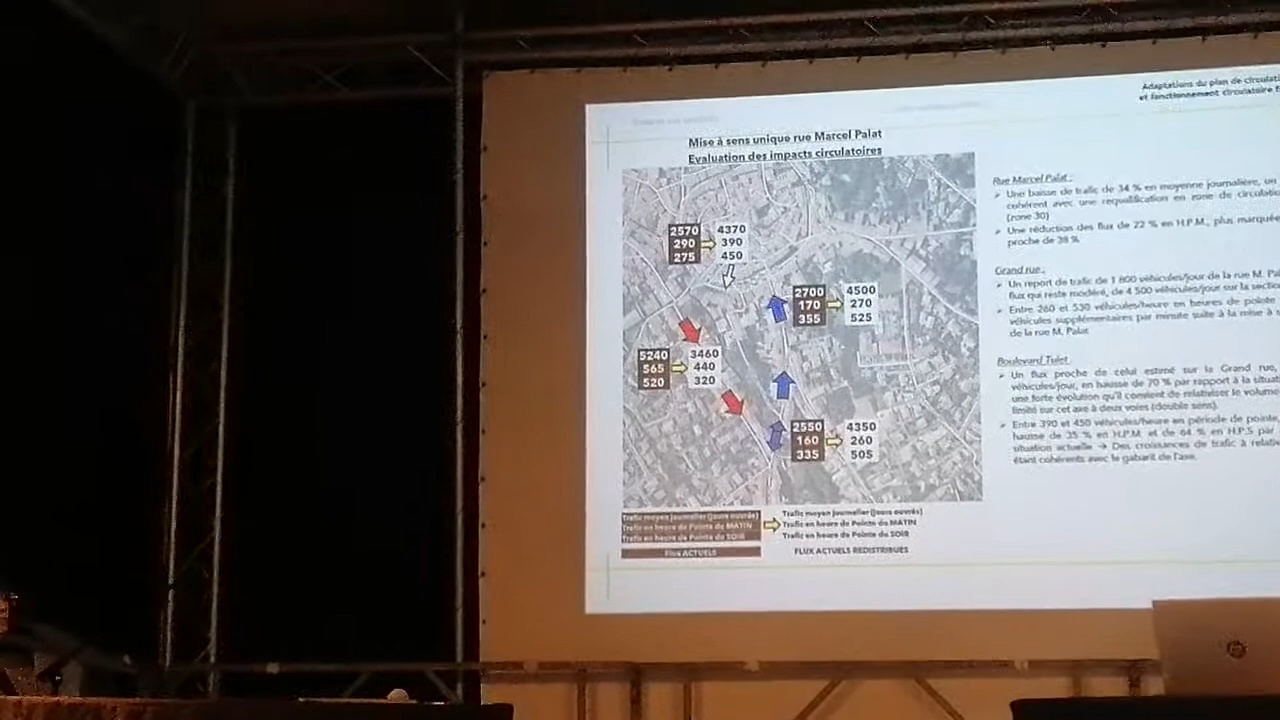 Adaptations du plan de circulati
et fonctionnement circulatoire f
Mise à sens unique rue Marcel Palat
Evaluation des impacts circulatoires
2570
290
275
4370
390
450
2700
170
355
4500
270
525
5240
565
520
3460
440
320
2550
160
335
4350
260
505
Trafic moyen journalier (jours ouvrés)
Trafic en heure de Pointe du MATIN
Trafic en heure de Pointe du SOIR
Flux ACTUELS
Trafic moyen journalier (jours ouvrés)
Trafic en heure de Pointe du MATIN
Trafic en heure de Pointe du SOIR
FLUX ACTUELS REDISTRIBUES
Rue Marcel Palat :
➢ Une baisse de trafic de 34 % en moyenne journalière, un
cohérent avec une requalification en zone de circulatio
(zone 30)
➢ Une réduction des flux de 22 % en H.P.M., plus marquée
proche de 38 %
Grand rue :
➢ Un report de trafic de 1 800 véhicules/jour de la rue M. Pal
flux qui reste modéré, de 4 500 véhicules/jour sur la sectio
➢ Entre 260 et 530 véhicules/heure en heures de pointe
véhicules supplémentaires par minute suite à la mise à s
de la rue M. Palat
Boulevard Tulet
➢ Un flux proche de celui estimé sur la Grand rue,
véhicules/jour, en hausse de 70 % par rapport à la situa
une forte évolution qu'il convient de relativiser le volume
limité sur cet axe à deux voies (double sens).
➢ Entre 390 et 450 véhicules/heure en période de pointe
hausse de 35 % en H.P.M. et de 64 % en H.P.S par
situation actuelle → Des croissances de trafic à relati
étant cohérents avec le gabarit de l'axe.